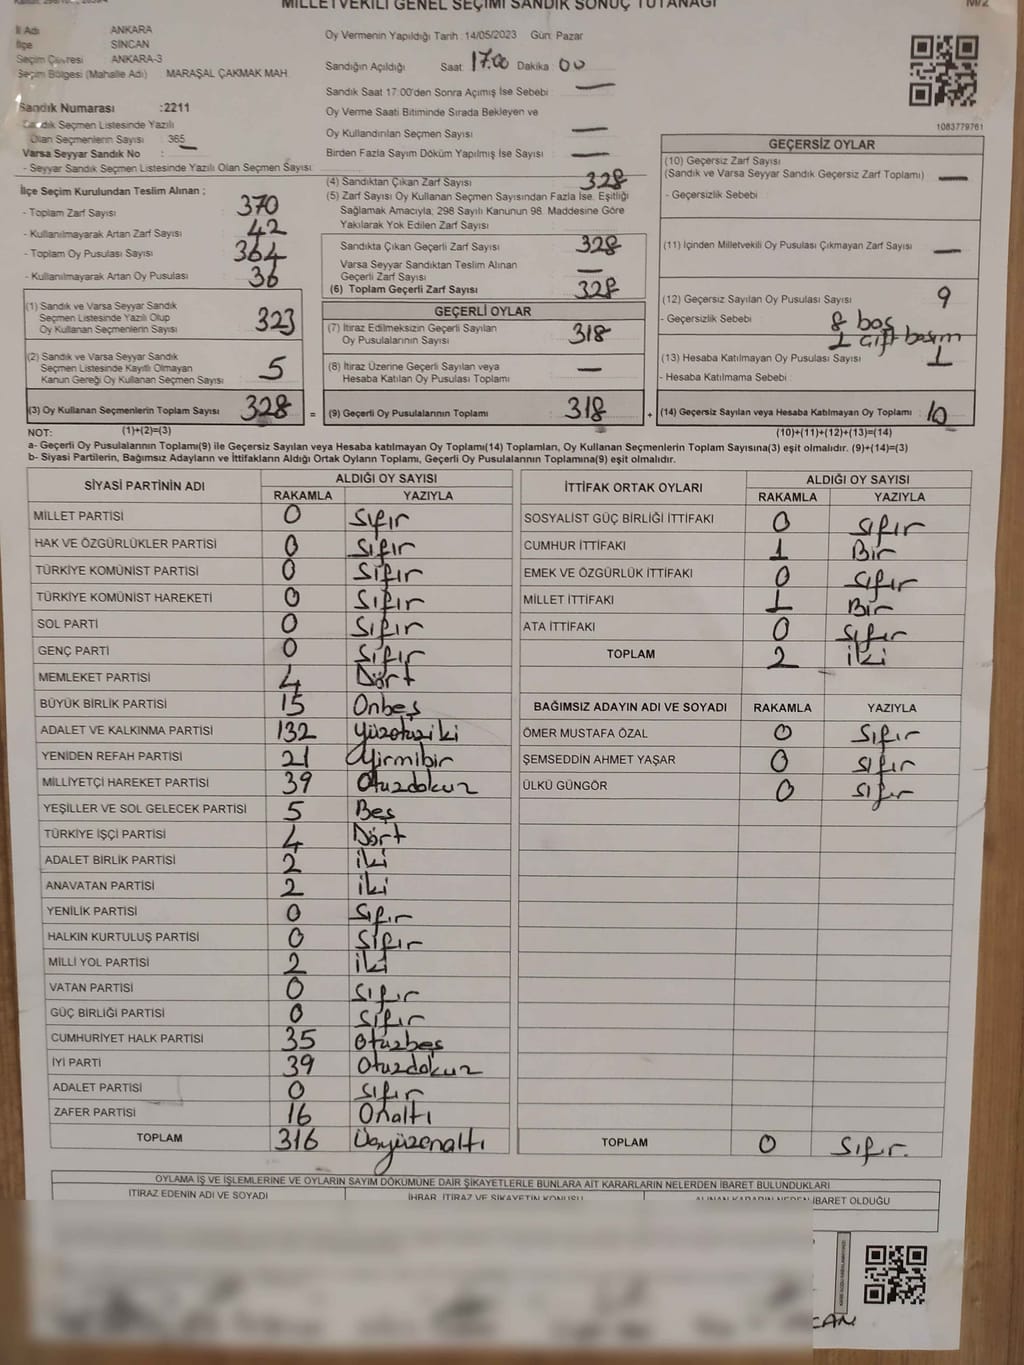 MİLLETVEKİLİ GENEL SEÇİMİ SANDIK SONUÇ TUTANAĞI
M/2
İl Adı ANKARA
İlçe SİNCAN
Seçim Çevresi ANKARA-3
Seçim Bölgesi (Mahalle Adı) MARAŞAL ÇAKMAK MAH.
Sandık Numarası :2211
Sandık Seçmen Listesinde Yazılı
Olan Seçmenlerin Sayısı 365
Varsa Seyyar Sandık No —
- Seyyar Sandık Seçmen Listesinde Yazılı Olan Seçmen Sayısı
Oy Vermenin Yapıldığı Tarih :14/05/2023 Gün: Pazar
Sandığın Açıldığı Saat: 17.00 Dakika: 00
Sandık Saat 17:00'den Sonra Açımış İse Sebebi : —
Oy Verme Saati Bitiminde Sırada Bekleyen ve
Oy Kullandırılan Seçmen Sayısı —
Birden Fazla Sayım Döküm Yapılmış İse Sayısı : —
1083779761
İlçe Seçim Kurulundan Teslim Alınan ;
- Toplam Zarf Sayısı 370
- Kullanılmayarak Artan Zarf Sayısı 42
- Toplam Oy Pusulası Sayısı 364
- Kullanılmayarak Artan Oy Pusulası 36
(1) Sandık ve Varsa Seyyar Sandık
Seçmen Listesinde Yazılı Olup
Oy Kullanan Seçmenlerin Sayısı 323
(2) Sandık ve Varsa Seyyar Sandık
Seçmen Listesinde Kayıtlı Olmayan
Kanun Gereği Oy Kullanan Seçmen Sayısı 5
(3) Oy Kullanan Seçmenlerin Toplam Sayısı 328 =
(4) Sandıktan Çıkan Zarf Sayısı 328
(5) Zarf Sayısı Oy Kullanan Seçmen Sayısından Fazla İse, Eşitliği
Sağlamak Amacıyla; 298 Sayılı Kanunun 98. Maddesine Göre
Yakılarak Yok Edilen Zarf Sayısı
Sandıkta Çıkan Geçerli Zarf Sayısı 328
Varsa Seyyar Sandıktan Teslim Alınan
Geçerli Zarf Sayısı —
(6) Toplam Geçerli Zarf Sayısı 328
GEÇERLİ OYLAR
(7) İtiraz Edilmeksizin Geçerli Sayılan
Oy Pusulalarının Sayısı 318
(8) İtiraz Üzerine Geçerli Sayılan veya
Hesaba Katılan Oy Pusulası Toplamı —
(9) Geçerli Oy Pusulalarının Toplamı 318 +
GEÇERSİZ OYLAR
(10) Geçersiz Zarf Sayısı
(Sandık ve Varsa Seyyar Sandık Geçersiz Zarf Toplamı) —
- Geçersizlik Sebebi :
(11) İçinden Milletvekili Oy Pusulası Çıkmayan Zarf Sayısı —
(12) Geçersiz Sayılan Oy Pusulası Sayısı 9
- Geçersizlik Sebebi : 8 boş
1 çift basım
(13) Hesaba Katılmayan Oy Pusulası Sayısı 1
- Hesaba Katılmama Sebebi :
(14) Geçersiz Sayılan veya Hesaba Katılmayan Oy Toplamı 10
NOT: (1)+(2)=(3)
(10)+(11)+(12)+(13)=(14)
a- Geçerli Oy Pusulalarının Toplamı(9) ile Geçersiz Sayılan veya Hesaba katılmayan Oy Toplamı(14) Toplamları, Oy Kullanan Seçmenlerin Toplam Sayısına(3) eşit olmalıdır. (9)+(14)=(3)
b- Siyasi Partilerin, Bağımsız Adayların ve İttifakların Aldığı Ortak Oyların Toplamı, Geçerli Oy Pusulalarının Toplamına(9) eşit olmalıdır.
SİYASİ PARTİNİN ADI ALDIĞI OY SAYISI
RAKAMLA YAZIYLA
MİLLET PARTİSİ 0 Sıfır
HAK VE ÖZGÜRLÜKLER PARTİSİ 0 Sıfır
TÜRKİYE KOMÜNİST PARTİSİ 0 Sıfır
TÜRKİYE KOMÜNİST HAREKETİ 0 Sıfır
SOL PARTİ 0 Sıfır
GENÇ PARTİ 0 Sıfır
MEMLEKET PARTİSİ 4 Dört
BÜYÜK BİRLİK PARTİSİ 15 Onbeş
ADALET VE KALKINMA PARTİSİ 132 Yüzotuziki
YENİDEN REFAH PARTİSİ 21 Yirmibir
MİLLİYETÇİ HAREKET PARTİSİ 39 Otuzdokuz
YEŞİLLER VE SOL GELECEK PARTİSİ 5 Beş
TÜRKİYE İŞÇİ PARTİSİ 4 Dört
ADALET BİRLİK PARTİSİ 2 iki
ANAVATAN PARTİSİ 2 iki
YENİLİK PARTİSİ 0 Sıfır
HALKIN KURTULUŞ PARTİSİ 0 Sıfır
MİLLİ YOL PARTİSİ 2 iki
VATAN PARTİSİ 0 Sıfır
GÜÇ BİRLİĞİ PARTİSİ 0 Sıfır
CUMHURİYET HALK PARTİSİ 35 Otuzbeş
İYİ PARTİ 39 Otuzdokuz
ADALET PARTİSİ 0 Sıfır
ZAFER PARTİSİ 16 Onaltı
TOPLAM 316 Üçyüzonaltı
İTTİFAK ORTAK OYLARI ALDIĞI OY SAYISI
RAKAMLA YAZIYLA
SOSYALİST GÜÇ BİRLİĞİ İTTİFAKI 0 Sıfır
CUMHUR İTTİFAKI 1 Bir
EMEK VE ÖZGÜRLÜK İTTİFAKI 0 Sıfır
MİLLET İTTİFAKI 1 Bir
ATA İTTİFAKI 0 Sıfır
TOPLAM 2 iki
BAĞIMSIZ ADAYIN ADI VE SOYADI RAKAMLA YAZIYLA
ÖMER MUSTAFA ÖZAL 0 Sıfır
ŞEMSEDDİN AHMET YAŞAR 0 Sıfır
ÜLKÜ GÜNGÖR 0 Sıfır
TOPLAM 0 Sıfır.
OYLAMA İŞ VE İŞLEMLERİNE VE OYLARIN SAYIM DÖKÜMÜNE DAİR ŞİKAYETLERLE BUNLARA AİT KARARLARIN NELERDEN İBARET BULUNDUKLARI
İTİRAZ EDENİN ADI VE SOYADI İHBAR, İTİRAZ VE ŞİKAYETİN KONUSU ALINAN KARARIN NEDEN İBARET OLDUĞU